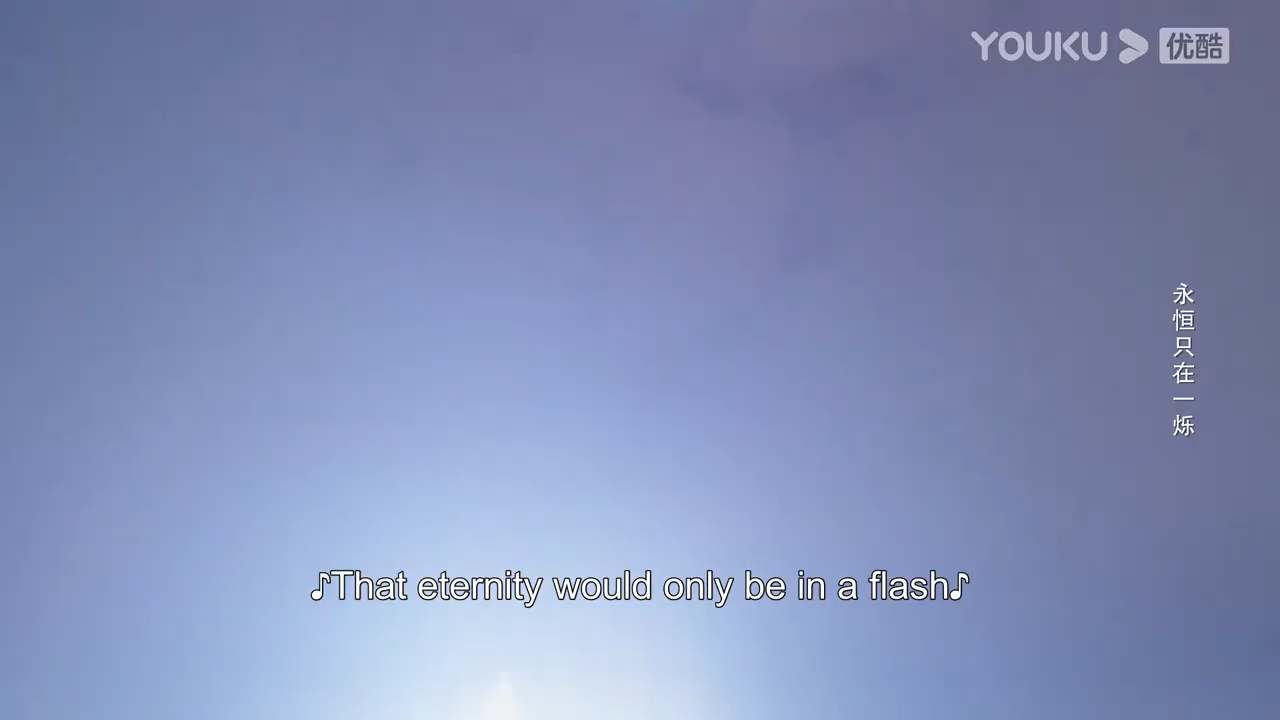 YOUKU 优酷
永恒只在一烁
♪That eternity would only be in a flash♪